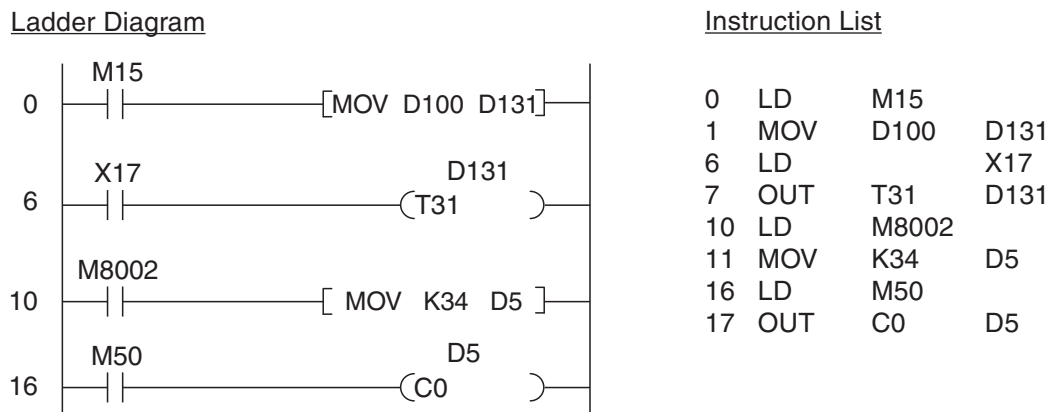 Ladder Diagram
M15
0 [MOV D100 D131]
X17 D131
6 (T31 )
M8002
10 [ MOV K34 D5 ]
M50 D5
16 (C0 )
Instruction List
0 LD M15
1 MOV D100 D131
6 LD X17
7 OUT T31 D131
10 LD M8002
11 MOV K34 D5
16 LD M50
17 OUT C0 D5